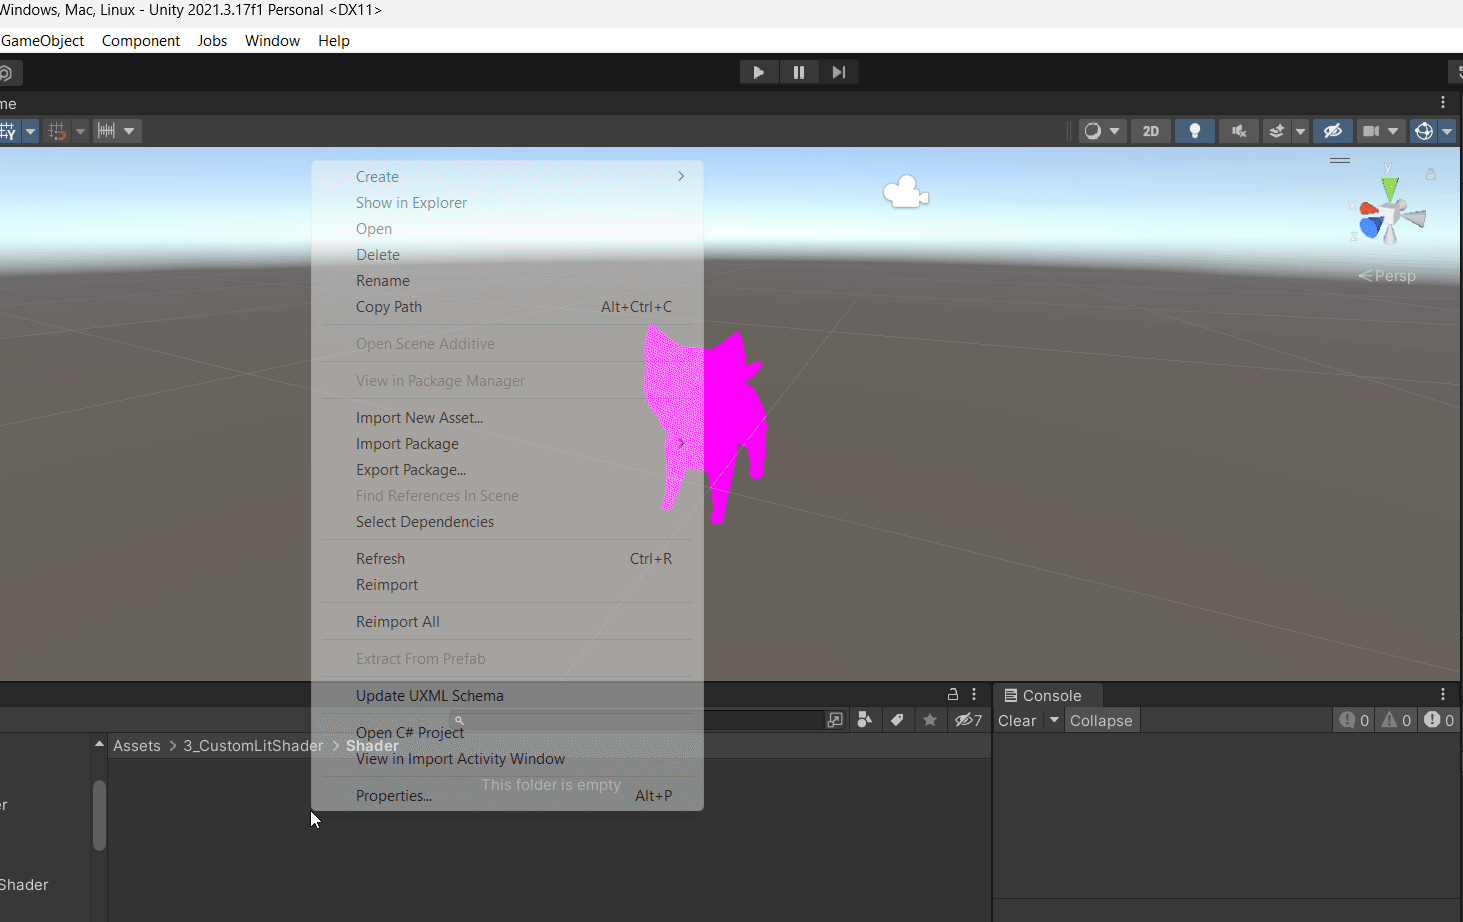 Windows, Mac, Linux - Unity 2021.3.17f1 Personal <DX11>
GameObject Component Jobs Window Help
me
2D
Y
y
x
z
Persp
Create
Show in Explorer
Open
Delete
Rename
Copy Path Alt+Ctrl+C
Open Scene Additive
View in Package Manager
Import New Asset...
Import Package
Export Package...
Find References In Scene
Select Dependencies
Refresh Ctrl+R
Reimport
Reimport All
Extract From Prefab
Update UXML Schema
Open C# Project
View in Import Activity Window
Properties... Alt+P
7
Assets > 3_CustomLitShader > Shader
This folder is empty
r
Shader
Console
Clear Collapse 0 0 0